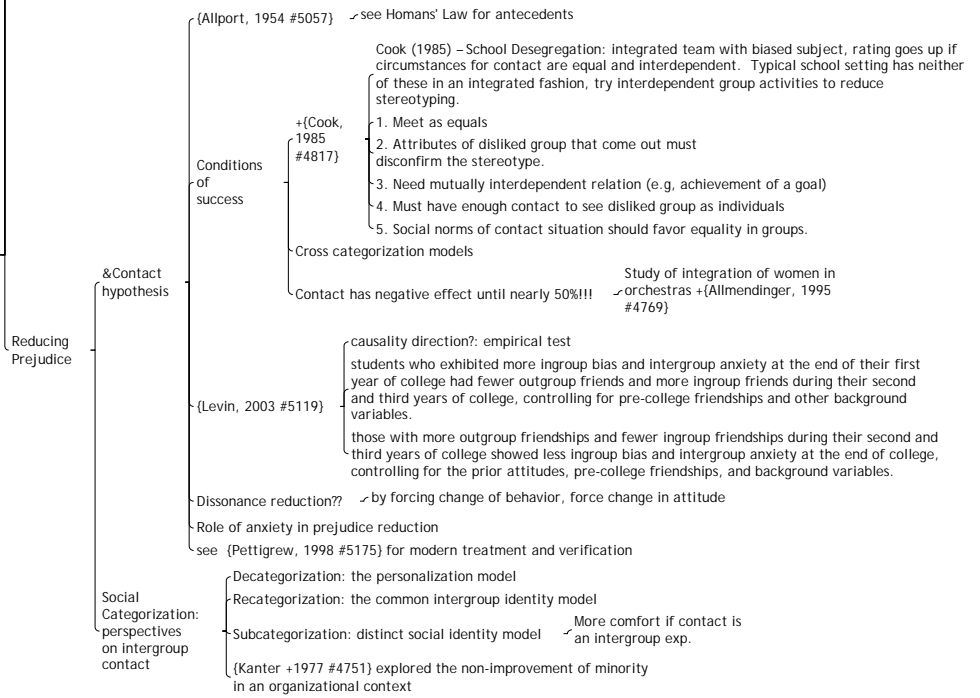 Reducing
Prejudice
&Contact
hypothesis
{Allport, 1954 #5057}
see Homans' Law for antecedents
Conditions
of
success
+{Cook,
1985
#4817}
Cook (1985) – School Desegregation: integrated team with biased subject, rating goes up if
circumstances for contact are equal and interdependent. Typical school setting has neither
of these in an integrated fashion, try interdependent group activities to reduce
stereotyping.
1. Meet as equals
2. Attributes of disliked group that come out must
disconfirm the stereotype.
3. Need mutually interdependent relation (e.g, achievement of a goal)
4. Must have enough contact to see disliked group as individuals
5. Social norms of contact situation should favor equality in groups.
Cross categorization models
Contact has negative effect until nearly 50%!!!
Study of integration of women in
orchestras +{Allmendinger, 1995
#4769}
{Levin, 2003 #5119}
causality direction?: empirical test
students who exhibited more ingroup bias and intergroup anxiety at the end of their first
year of college had fewer outgroup friends and more ingroup friends during their second
and third years of college, controlling for pre-college friendships and other background
variables.
those with more outgroup friendships and fewer ingroup friendships during their second and
third years of college showed less ingroup bias and intergroup anxiety at the end of college,
controlling for the prior attitudes, pre-college friendships, and background variables.
Dissonance reduction??
by forcing change of behavior, force change in attitude
Role of anxiety in prejudice reduction
see {Pettigrew, 1998 #5175} for modern treatment and verification
Social
Categorization:
perspectives
on intergroup
contact
Decategorization: the personalization model
Recategorization: the common intergroup identity model
Subcategorization: distinct social identity model
More comfort if contact is
an intergroup exp.
{Kanter +1977 #4751} explored the non-improvement of minority
in an organizational context